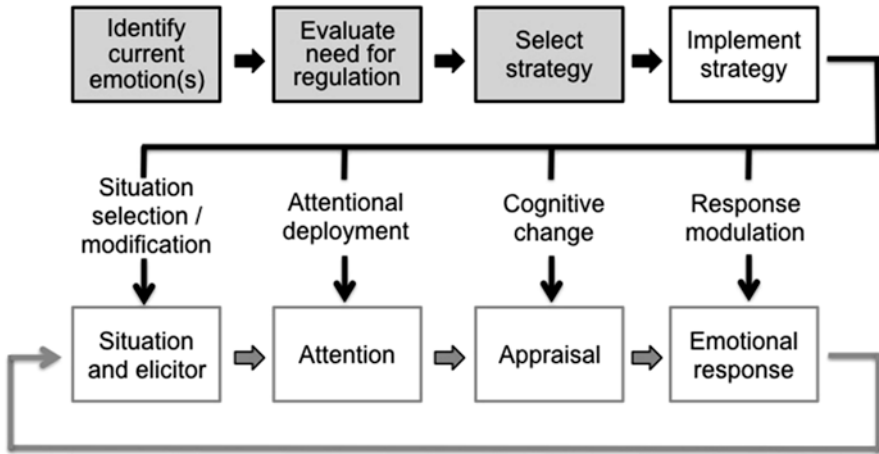 Identify
current
emotion(s)
Evaluate
need for
regulation
Select
strategy
Implement
strategy
Situation
selection /
modification
Attentional
deployment
Cognitive
change
Response
modulation
Situation
and elicitor
Attention
Appraisal
Emotional
response